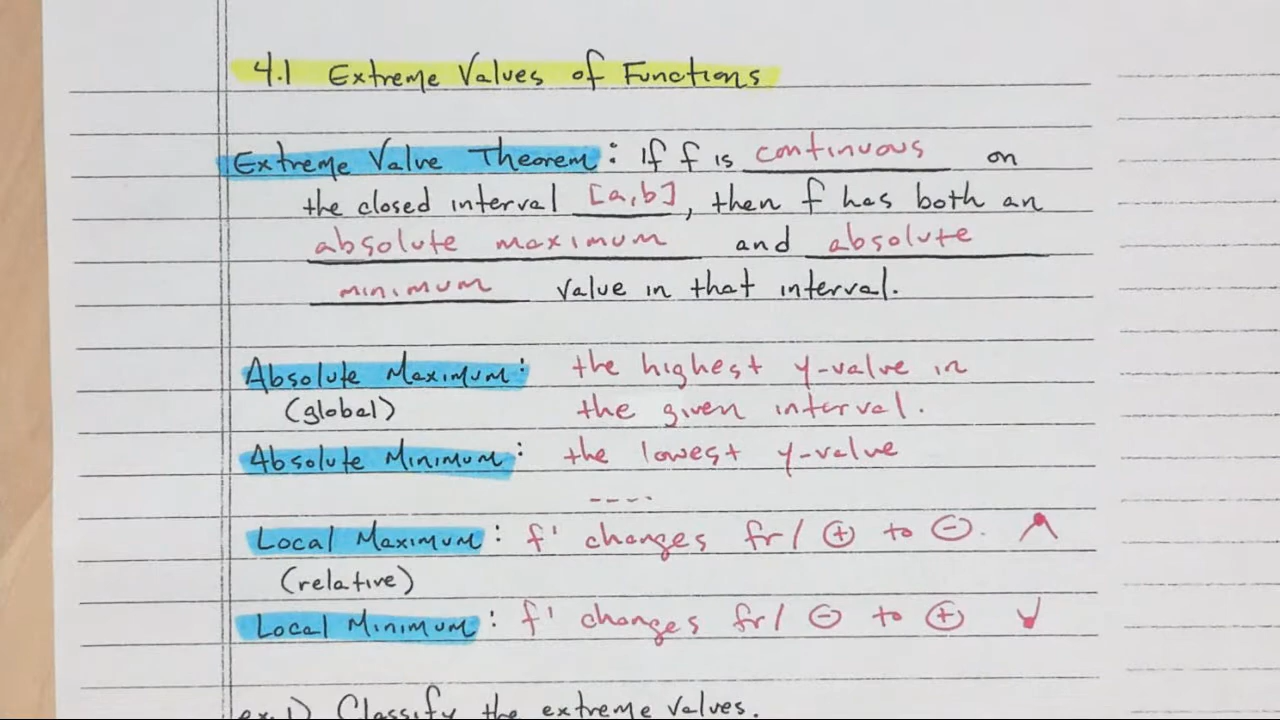 4.1 Extreme Values of Functions
Extreme Value Theorem: If f is continuous on
the closed interval [a,b], then f has both an
absolute maximum and absolute
minimum value in that interval.
Absolute Maximum: the highest y-value in
(global) the given interval.
Absolute Minimum: the lowest y-value
----.
Local Maximum: f' changes fr/ ⊕ to ⊖.
(relative)
Local Minimum: f' changes fr/ ⊖ to ⊕
ex.1) Classify the extreme values.